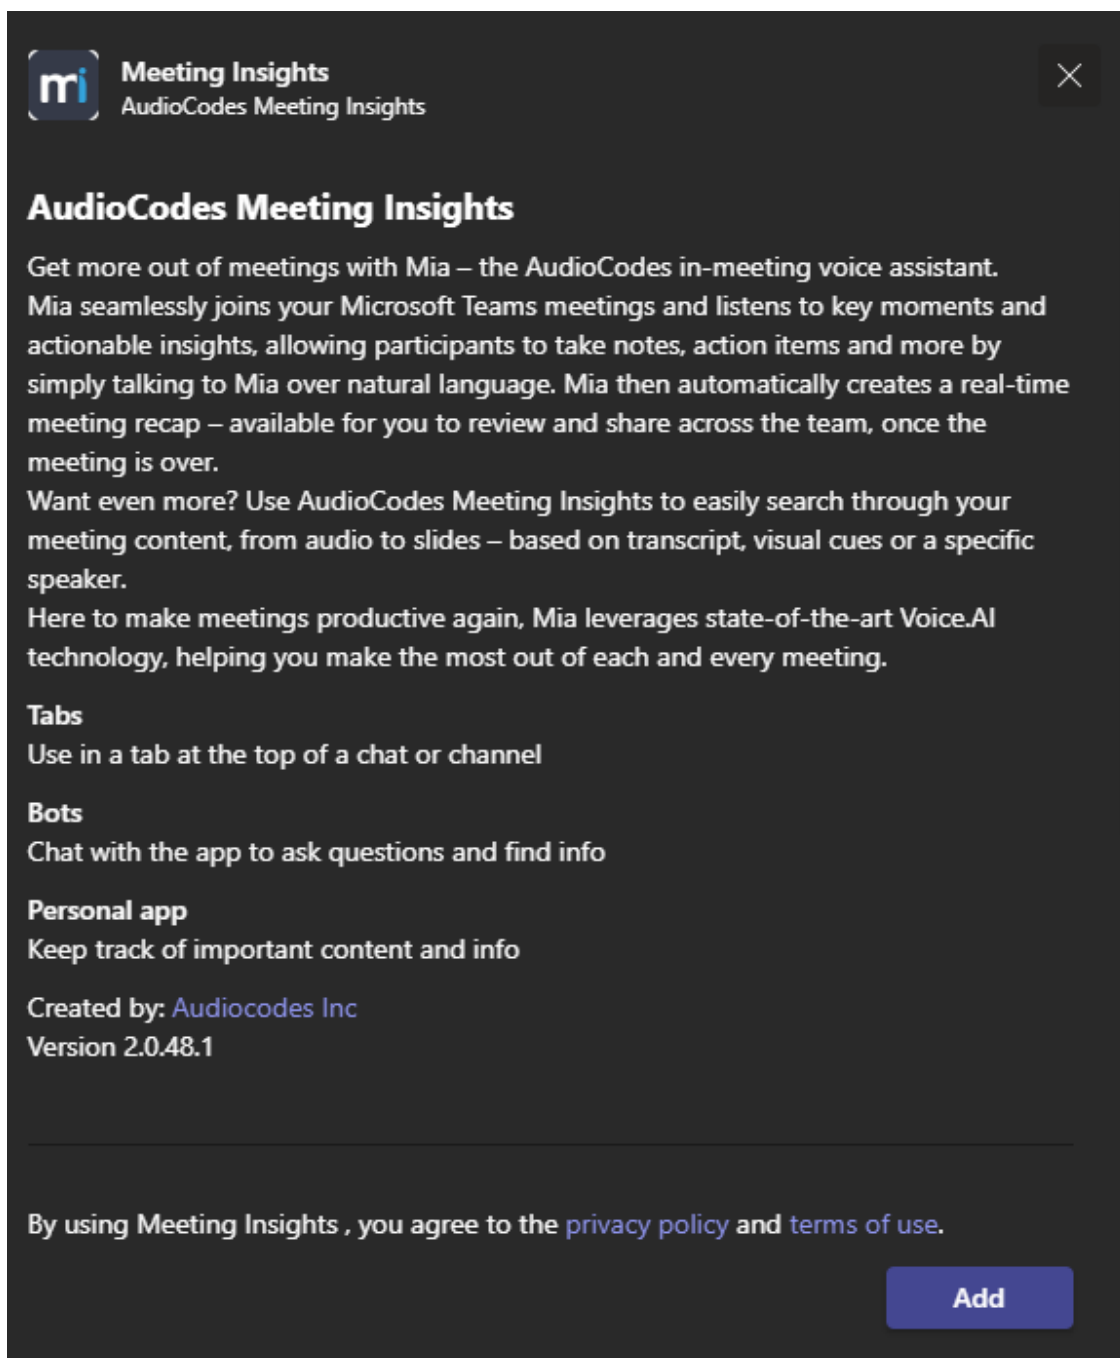 mi
Meeting Insights
AudioCodes Meeting Insights
AudioCodes Meeting Insights
Get more out of meetings with Mia – the AudioCodes in-meeting voice assistant.
Mia seamlessly joins your Microsoft Teams meetings and listens to key moments and
actionable insights, allowing participants to take notes, action items and more by
simply talking to Mia over natural language. Mia then automatically creates a real-time
meeting recap – available for you to review and share across the team, once the
meeting is over.
Want even more? Use AudioCodes Meeting Insights to easily search through your
meeting content, from audio to slides – based on transcript, visual cues or a specific
speaker.
Here to make meetings productive again, Mia leverages state-of-the-art Voice.AI
technology, helping you make the most out of each and every meeting.
Tabs
Use in a tab at the top of a chat or channel
Bots
Chat with the app to ask questions and find info
Personal app
Keep track of important content and info
Created by: Audiocodes Inc
Version 2.0.48.1
By using Meeting Insights , you agree to the privacy policy and terms of use.
Add